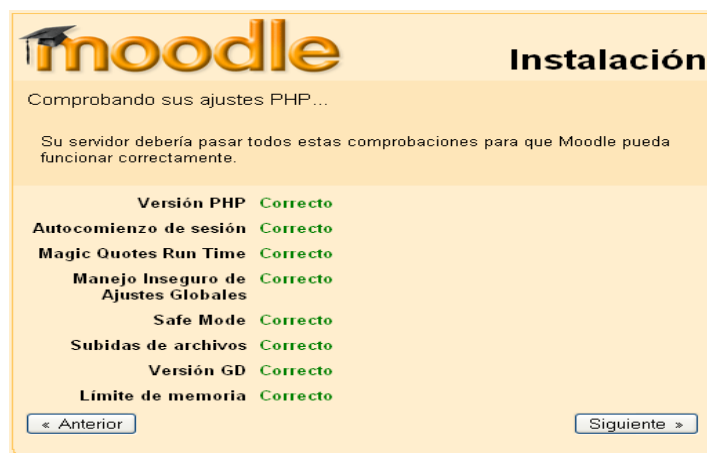 moodle
Instalación
Comprobando sus ajustes PHP...
Su servidor debería pasar todos estas comprobaciones para que Moodle pueda
funcionar correctamente.
Versión PHP Correcto
Autocomienzo de sesión Correcto
Magic Quotes Run Time Correcto
Manejo Inseguro de Correcto
Ajustes Globales
Safe Mode Correcto
Subidas de archivos Correcto
Versión GD Correcto
Límite de memoria Correcto
« Anterior
Siguiente »